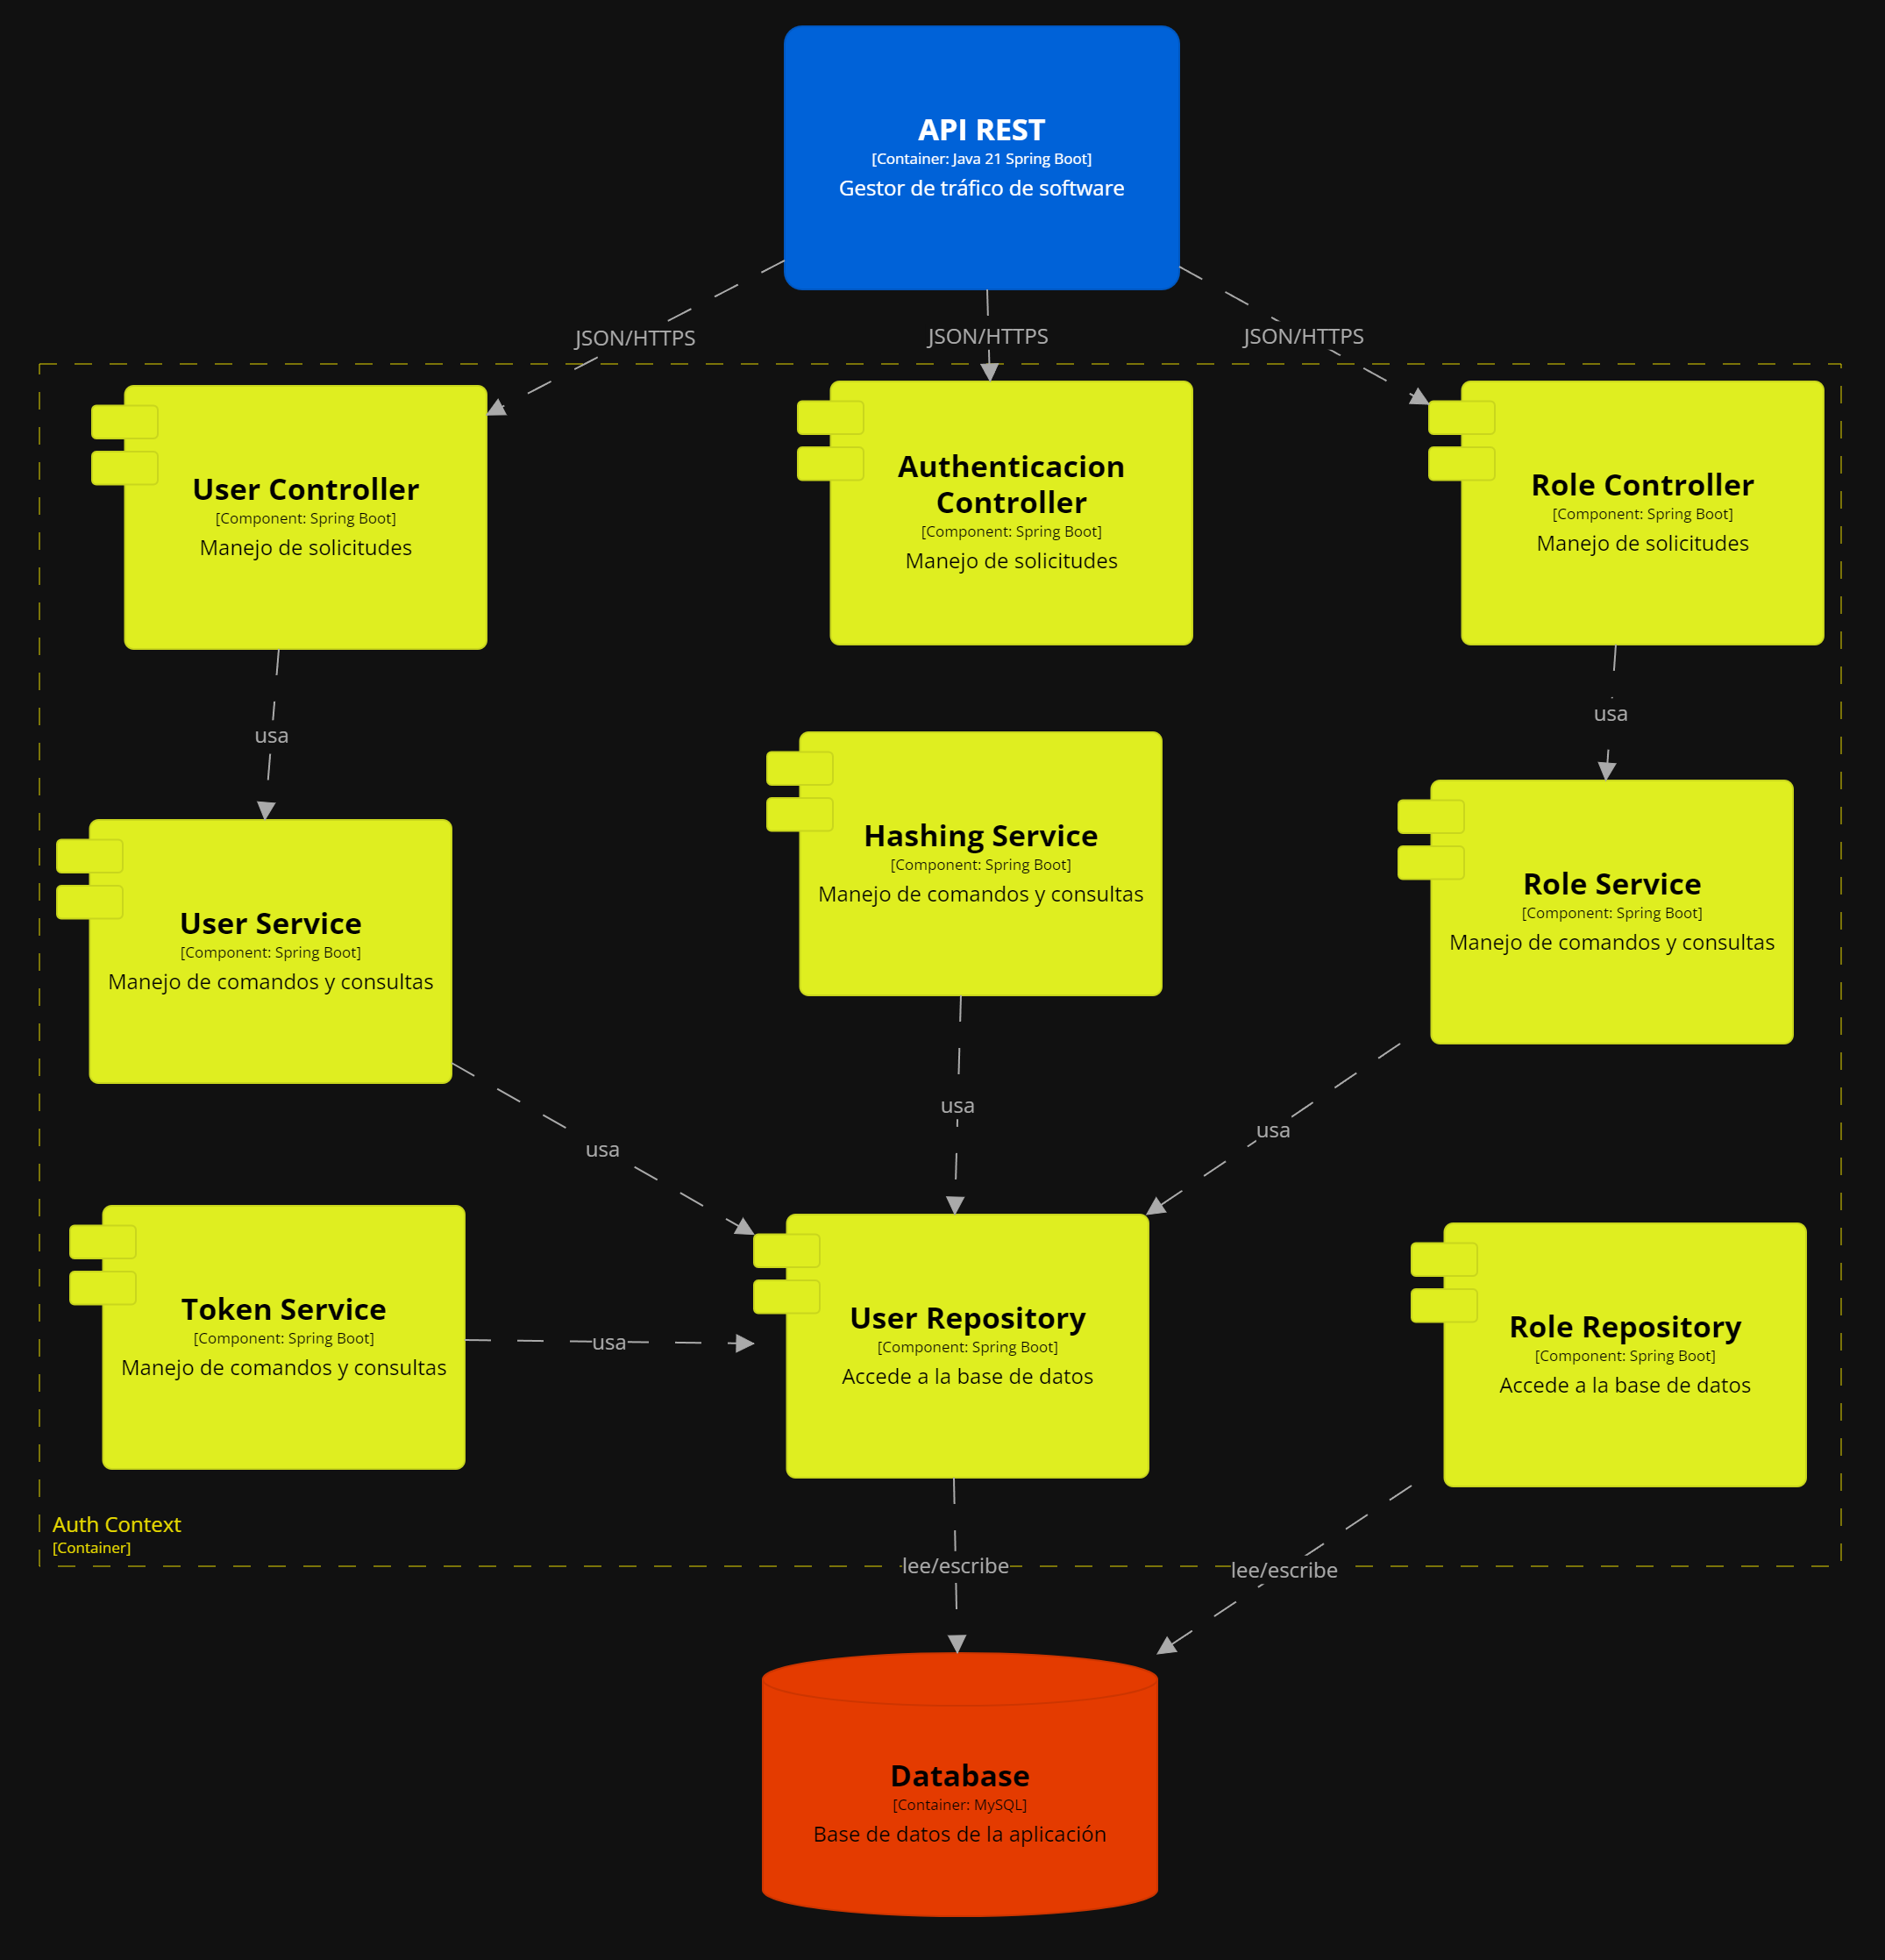 API REST
[Container: Java 21 Spring Boot]
Gestor de tráfico de software
JSON/HTTPS
JSON/HTTPS
JSON/HTTPS
User Controller
[Component: Spring Boot]
Manejo de solicitudes
Authenticacion
Controller
[Component: Spring Boot]
Manejo de solicitudes
Role Controller
[Component: Spring Boot]
Manejo de solicitudes
usa
usa
User Service
[Component: Spring Boot]
Manejo de comandos y consultas
Hashing Service
[Component: Spring Boot]
Manejo de comandos y consultas
Role Service
[Component: Spring Boot]
Manejo de comandos y consultas
usa
usa
usa
Token Service
[Component: Spring Boot]
Manejo de comandos y consultas
usa
User Repository
[Component: Spring Boot]
Accede a la base de datos
Role Repository
[Component: Spring Boot]
Accede a la base de datos
Auth Context
[Container]
lee/escribe
lee/escribe
Database
[Container: MySQL]
Base de datos de la aplicación